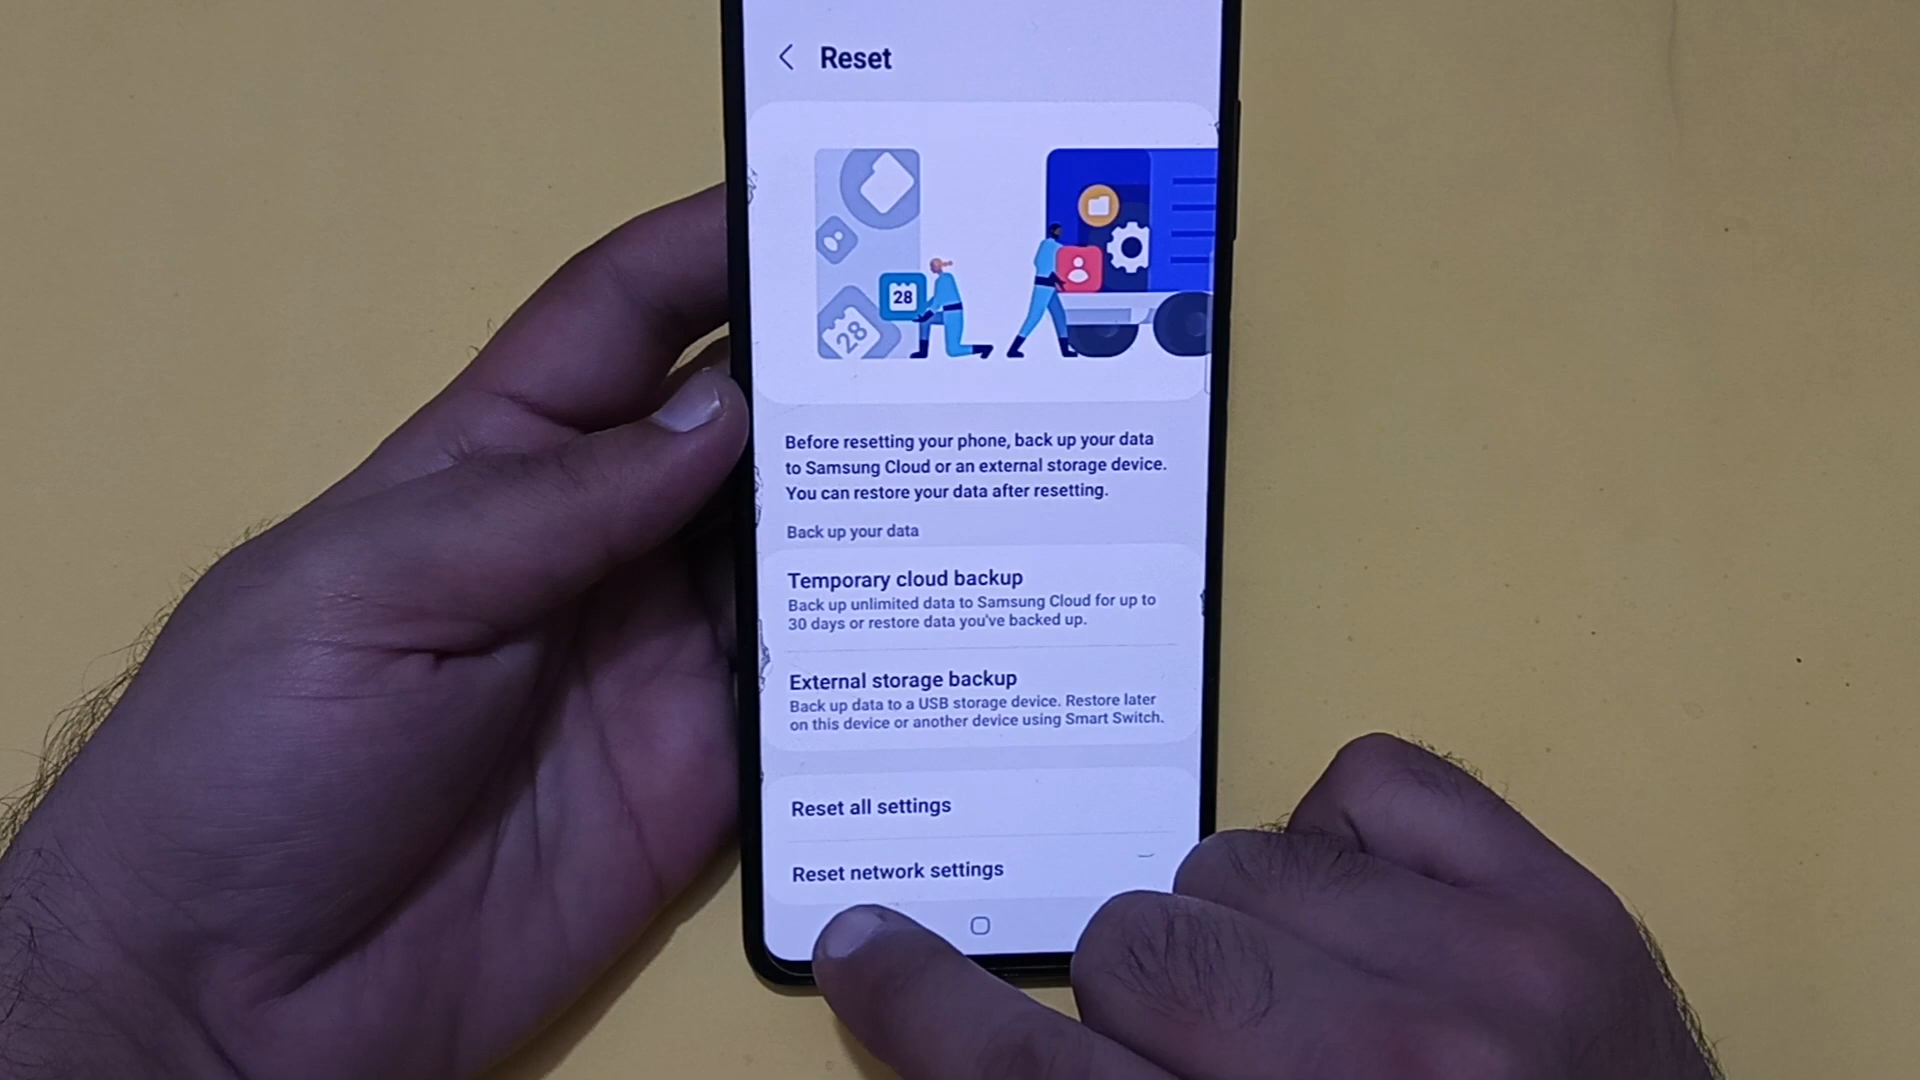 Reset
28
28
Before resetting your phone, back up your data
to Samsung Cloud or an external storage device.
You can restore your data after resetting.
Back up your data
Temporary cloud backup
Back up unlimited data to Samsung Cloud for up to
30 days or restore data you've backed up.
External storage backup
Back up data to a USB storage device. Restore later
on this device or another device using Smart Switch.
Reset all settings
Reset network settings